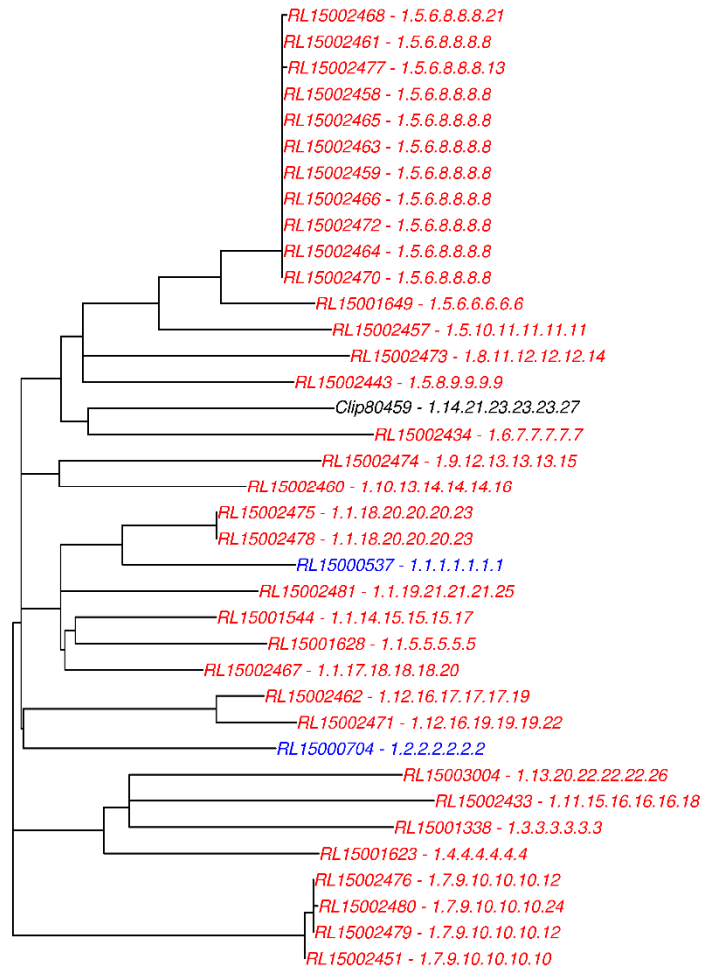 RL15002468 - 1.5.6.8.8.8.21
RL15002461 - 1.5.6.8.8.8.8
RL15002477 - 1.5.6.8.8.8.13
RL15002458 - 1.5.6.8.8.8.8
RL15002465 - 1.5.6.8.8.8.8
RL15002463 - 1.5.6.8.8.8.8
RL15002459 - 1.5.6.8.8.8.8
RL15002466 - 1.5.6.8.8.8.8
RL15002472 - 1.5.6.8.8.8.8
RL15002464 - 1.5.6.8.8.8.8
RL15002470 - 1.5.6.8.8.8.8
RL15001649 - 1.5.6.6.6.6.6
RL15002457 - 1.5.10.11.11.11.11
RL15002473 - 1.8.11.12.12.12.14
RL15002443 - 1.5.8.9.9.9.9
Clip80459 - 1.14.21.23.23.23.27
RL15002434 - 1.6.7.7.7.7.7
RL15002474 - 1.9.12.13.13.13.15
RL15002460 - 1.10.13.14.14.14.16
RL15002475 - 1.1.18.20.20.20.23
RL15002478 - 1.1.18.20.20.20.23
RL15000537 - 1.1.1.1.1.1.1
RL15002481 - 1.1.19.21.21.21.25
RL15001544 - 1.1.14.15.15.15.17
RL15001628 - 1.1.5.5.5.5.5
RL15002467 - 1.1.17.18.18.18.20
RL15002462 - 1.12.16.17.17.17.19
RL15002471 - 1.12.16.19.19.19.22
RL15000704 - 1.2.2.2.2.2.2
RL15003004 - 1.13.20.22.22.22.26
RL15002433 - 1.11.15.16.16.16.18
RL15001338 - 1.3.3.3.3.3.3
RL15001623 - 1.4.4.4.4.4.4
RL15002476 - 1.7.9.10.10.10.12
RL15002480 - 1.7.9.10.10.10.24
RL15002479 - 1.7.9.10.10.10.12
RL15002451 - 1.7.9.10.10.10.10